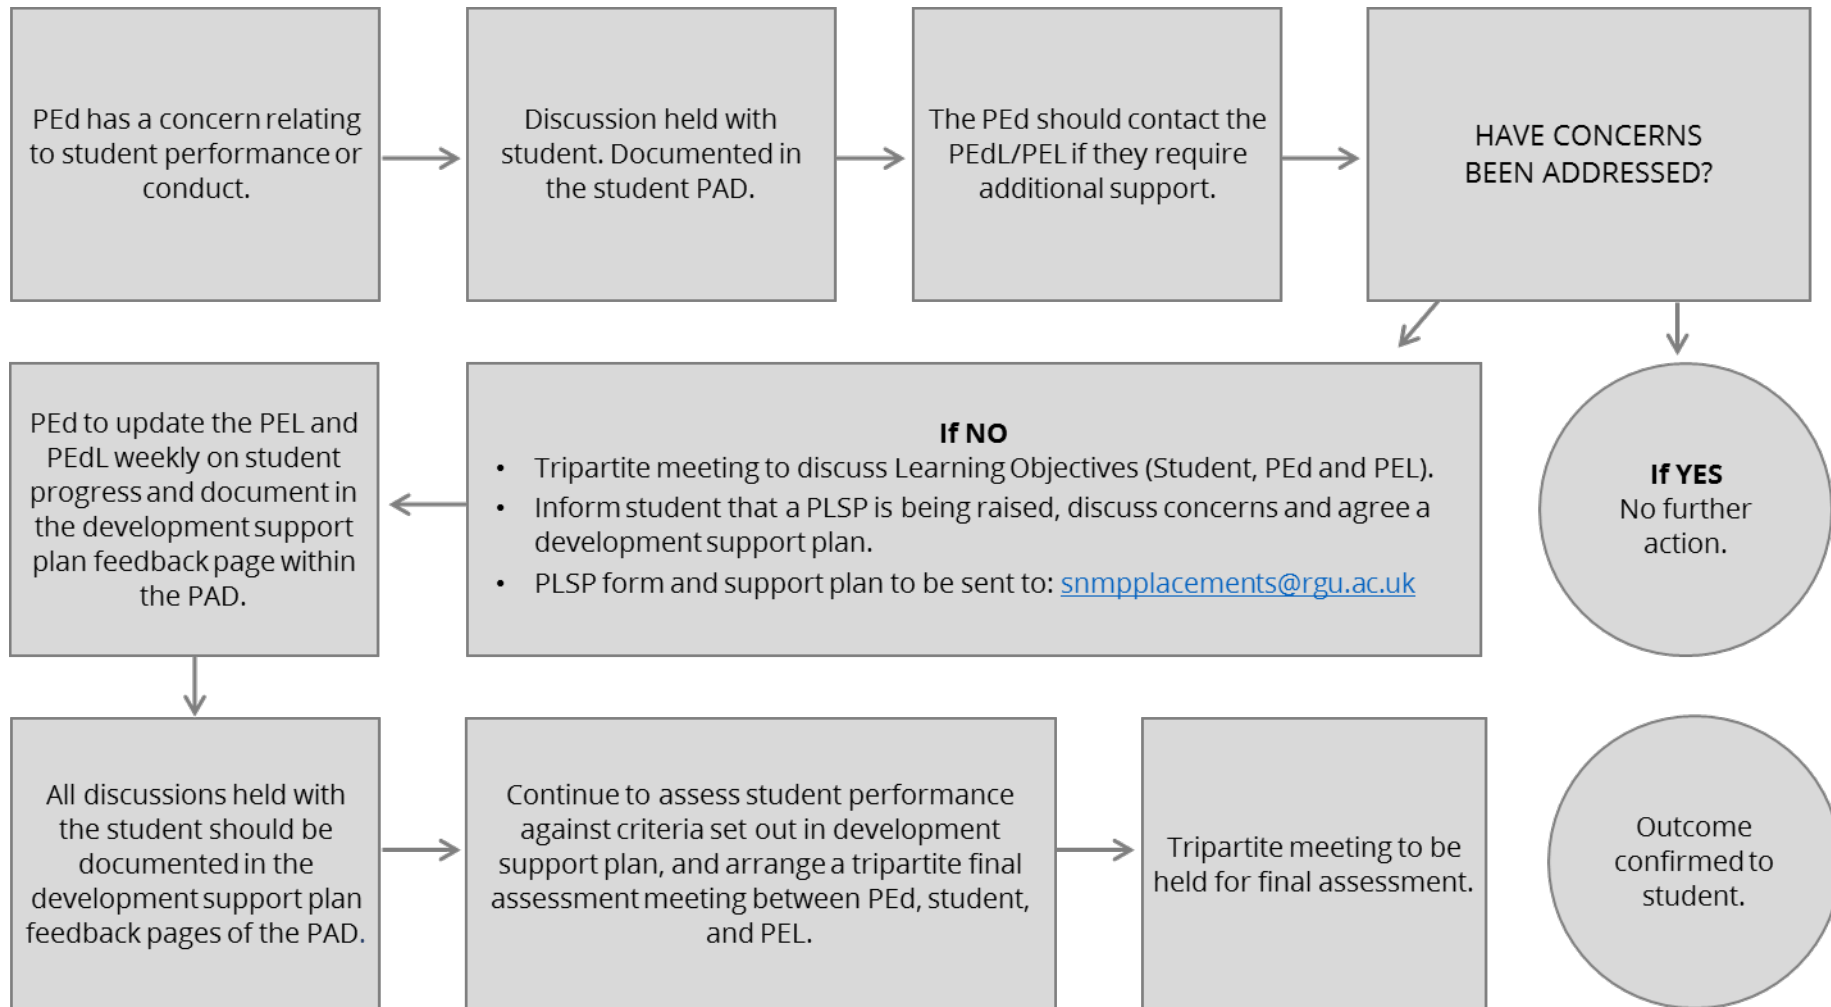 PEd has a concern relating
to student performance or
conduct.
Discussion held with
student. Documented in
the student PAD.
The PEd should contact the
PEdL/PEL if they require
additional support.
HAVE CONCERNS
BEEN ADDRESSED?
If YES
No further
action.
If NO
• Tripartite meeting to discuss Learning Objectives (Student, PEd and PEL).
• Inform student that a PLSP is being raised, discuss concerns and agree a
development support plan.
• PLSP form and support plan to be sent to: snmpplacements@rgu.ac.uk
PEd to update the PEL and
PEdL weekly on student
progress and document in
the development support
plan feedback page within
the PAD.
All discussions held with
the student should be
documented in the
development support plan
feedback pages of the PAD.
Continue to assess student performance
against criteria set out in development
support plan, and arrange a tripartite final
assessment meeting between PEd, student,
and PEL.
Tripartite meeting to be
held for final assessment.
Outcome
confirmed to
student.